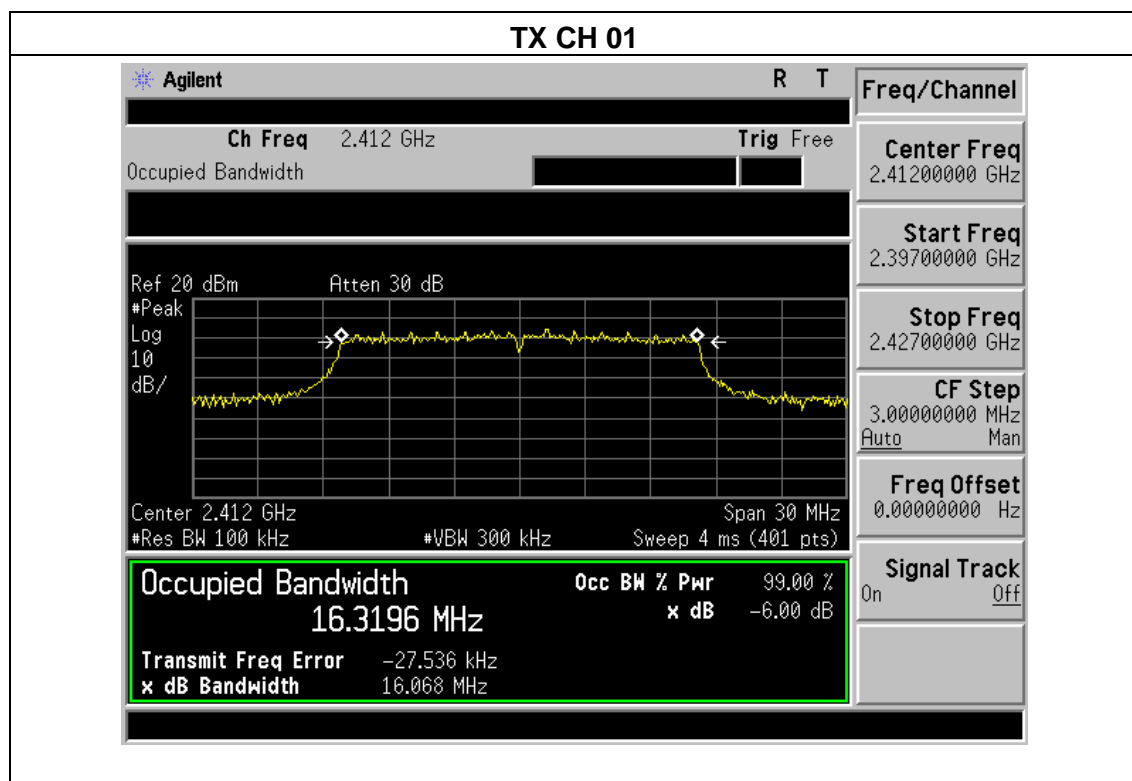 TX CH 01
Agilent R T
Ch Freq 2.412 GHz Trig Free
Occupied Bandwidth
Ref 20 dBm Atten 30 dB
#Peak
Log
10
dB/
Center 2.412 GHz Span 30 MHz
#Res BW 100 kHz #VBW 300 kHz Sweep 4 ms (401 pts)
Occupied Bandwidth Occ BW % Pwr 99.00 %
16.3196 MHz x dB -6.00 dB
Transmit Freq Error -27.536 kHz
x dB Bandwidth 16.068 MHz
Freq/Channel
Center Freq
2.41200000 GHz
Start Freq
2.39700000 GHz
Stop Freq
2.42700000 GHz
CF Step
3.00000000 MHz
Auto Man
Freq Offset
0.00000000 Hz
Signal Track
On Off